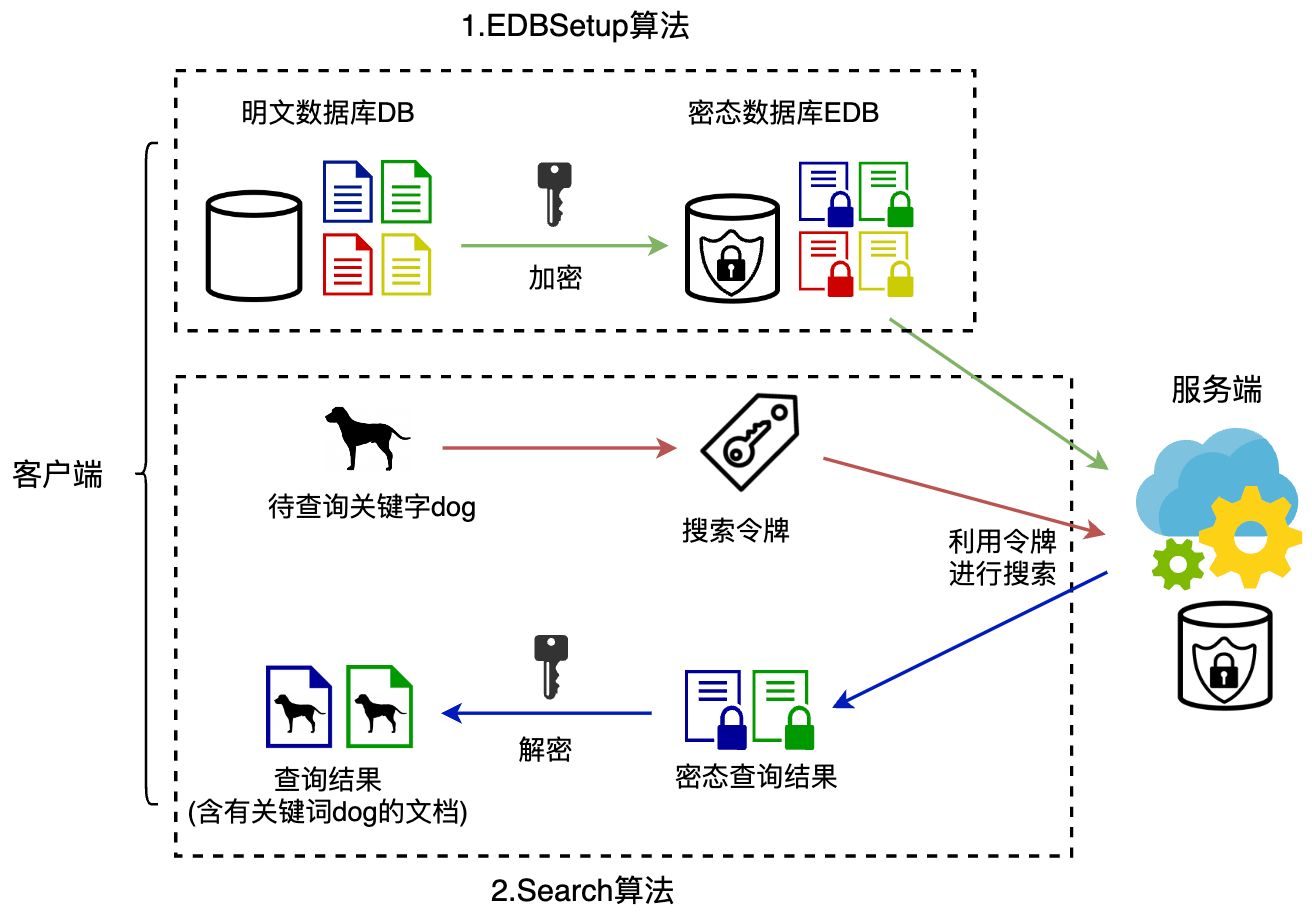 1.EDBSetup算法
明文数据库DB
密态数据库EDB
加密
服务端
客户端
待查询关键字dog
搜索令牌
利用令牌
进行搜索
解密
查询结果
(含有关键词dog的文档)
密态查询结果
2.Search算法